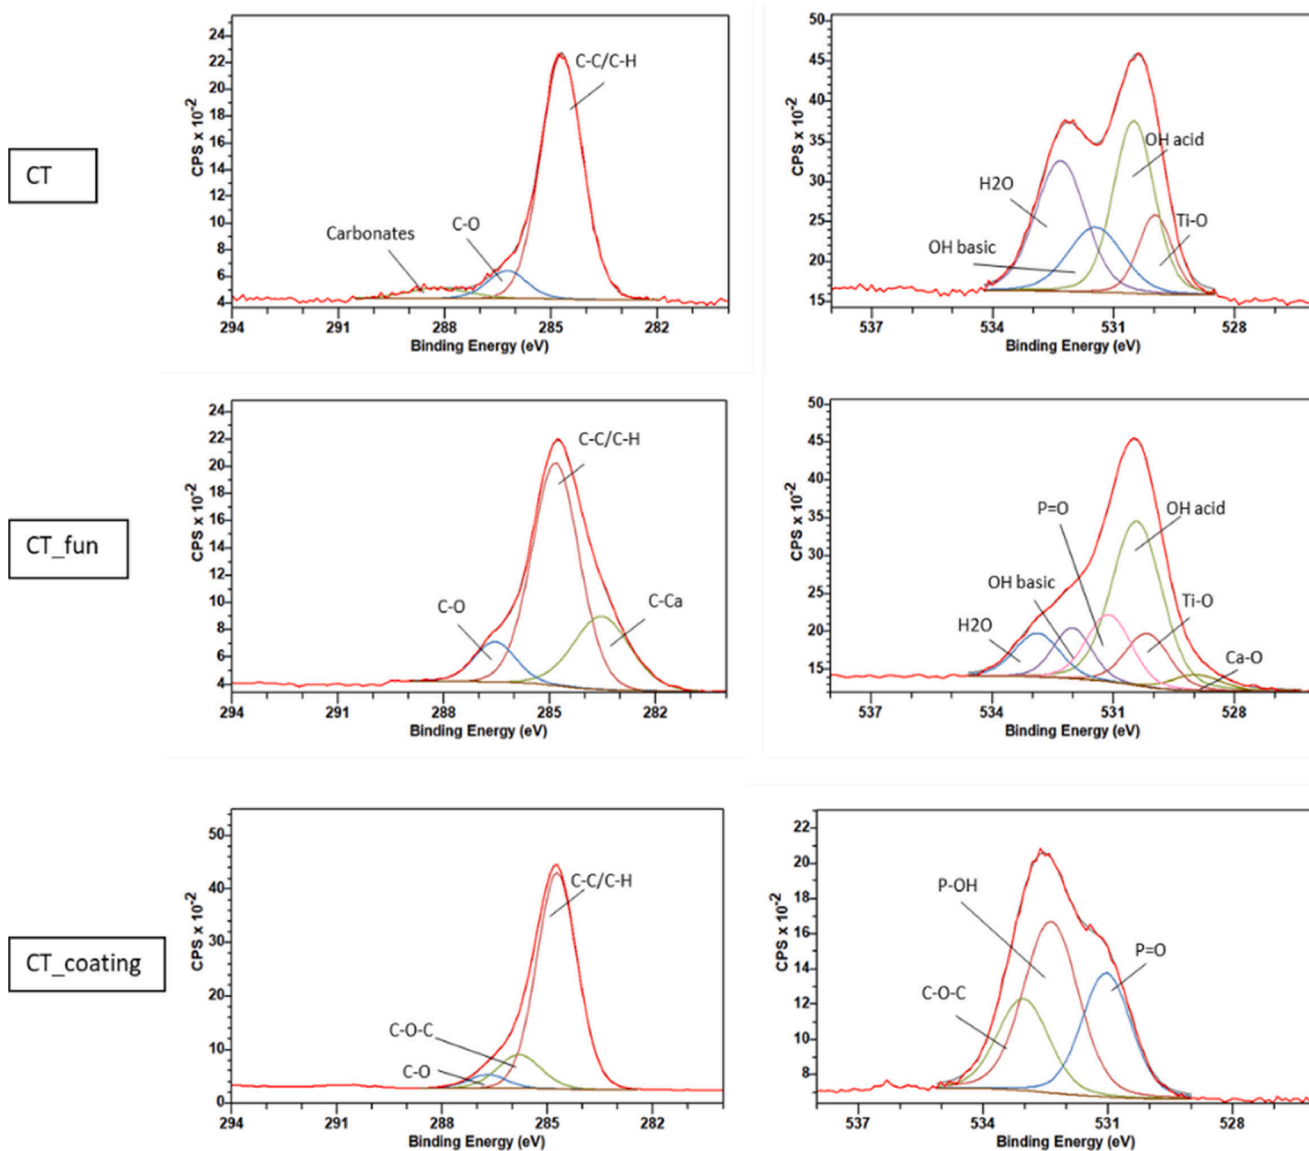 CT
CPS x 10-2
24
22
20
18
16
14
12
10
8
6
4
C-C/C-H
C-O
Carbonates
294 291 288 285 282
Binding Energy (eV)
CPS x 10-2
50
45
40
35
30
25
20
15
OH acid
H2O
Ti-O
OH basic
537 534 531 528
Binding Energy (eV)
CT_fun
CPS x 10-2
24
22
20
18
16
14
12
10
8
6
4
C-C/C-H
C-O
C-Ca
294 291 288 285 282
Binding Energy (eV)
CPS x 10-2
50
45
40
35
30
25
20
15
P=O
OH acid
OH basic
Ti-O
H2O
Ca-O
537 534 531 528
Binding Energy (eV)
CT_coating
CPS x 10-2
50
40
30
20
10
0
C-C/C-H
C-O-C
C-O
294 291 288 285 282
Binding Energy (eV)
CPS x 10-2
22
20
18
16
14
12
10
8
P-OH
P=O
C-O-C
537 534 531 528
Binding Energy (eV)